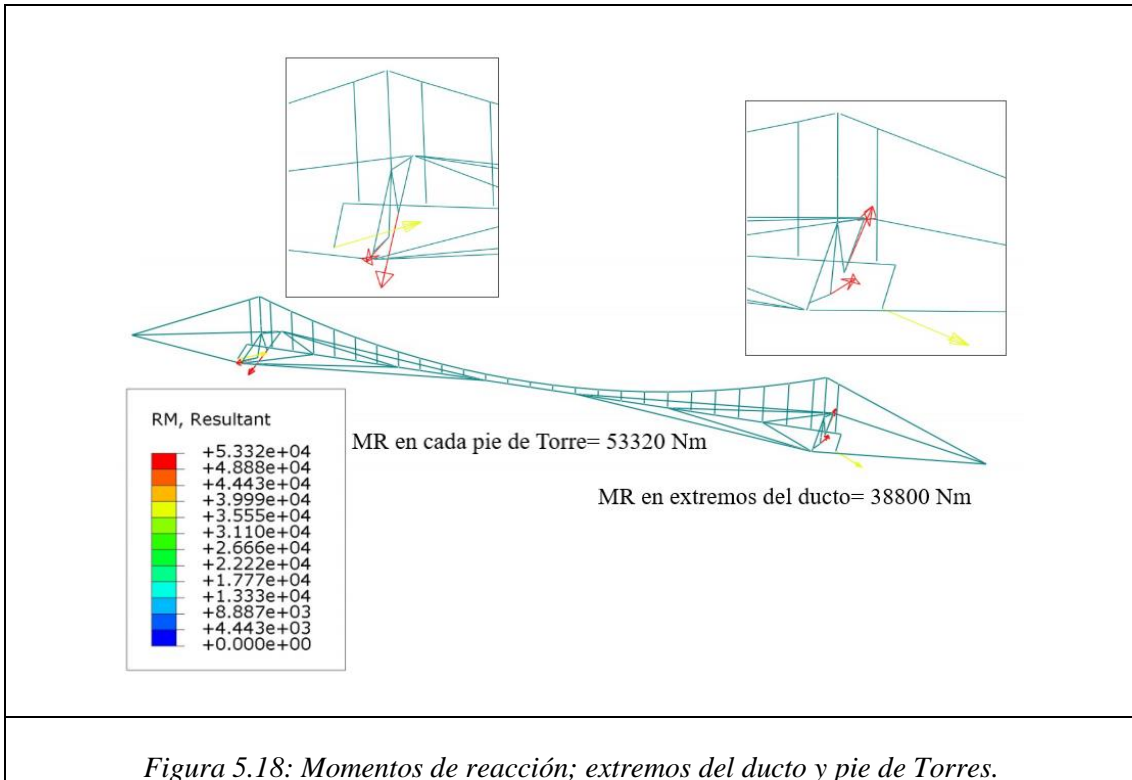 RM, Resultant
+5.332e+04
+4.888e+04
+4.443e+04
+3.999e+04
+3.555e+04
+3.110e+04
+2.666e+04
+2.222e+04
+1.777e+04
+1.333e+04
+8.887e+03
+4.443e+03
+0.000e+00
MR en cada pie de Torre= 53320 Nm
MR en extremos del ducto= 38800 Nm
Figura 5.18: Momentos de reacción; extremos del ducto y pie de Torres.